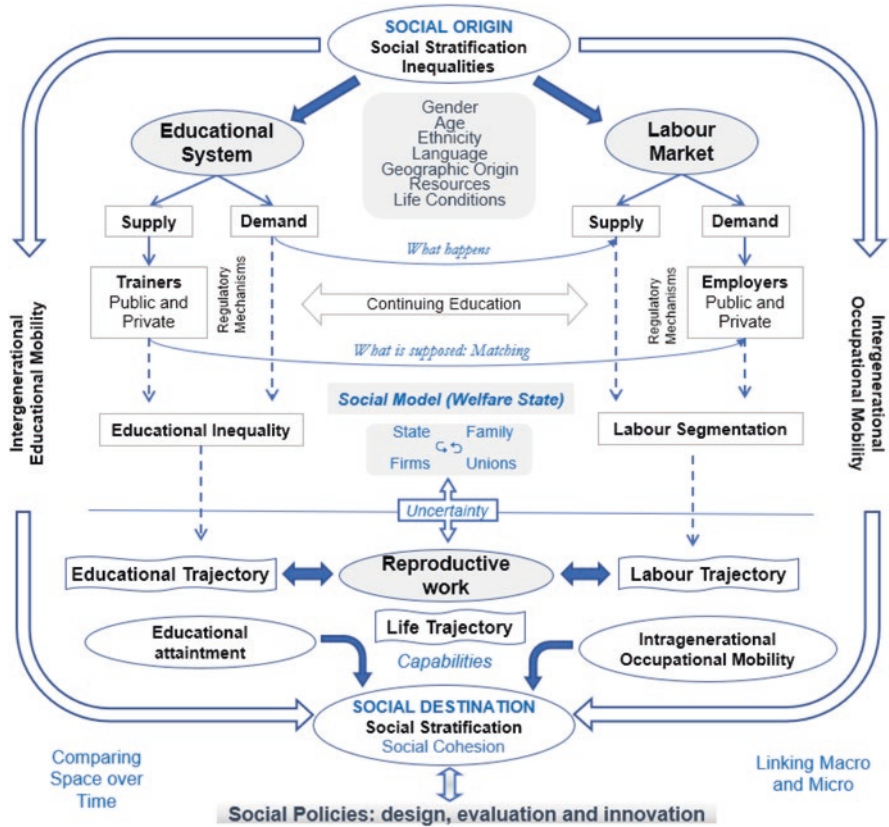 SOCIAL ORIGIN
Social Stratification
Inequalities
Gender
Age
Ethnicity
Language
Geographic Origin
Resources
Life Conditions
Educational
System
Labour
Market
Supply
Demand
Supply
Demand
What happens
Trainers
Public and
Private
Regulatory
Mechanisms
Continuing Education
Regulatory
Mechanisms
Employers
Public and
Private
What is supposed: Matching
Intergenerational
Educational Mobility
Intergenerational
Occupational Mobility
Social Model (Welfare State)
Educational Inequality
Labour Segmentation
State Family
Firms Unions
Uncertainty
Educational Trajectory
Reproductive
work
Labour Trajectory
Life Trajectory
Educational
attainment
Intragenerational
Occupational Mobility
Capabilities
SOCIAL DESTINATION
Social Stratification
Social Cohesion
Comparing
Space over
Time
Linking Macro
and Micro
Social Policies: design, evaluation and innovation